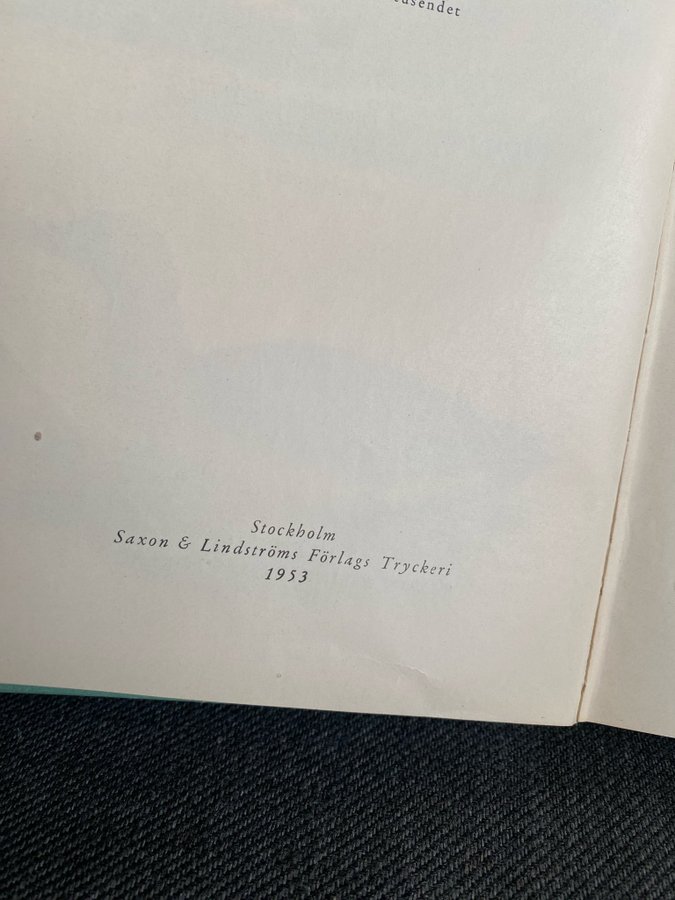 Stockholm
Saxon & Lindströms Förlags Tryckeri
1953